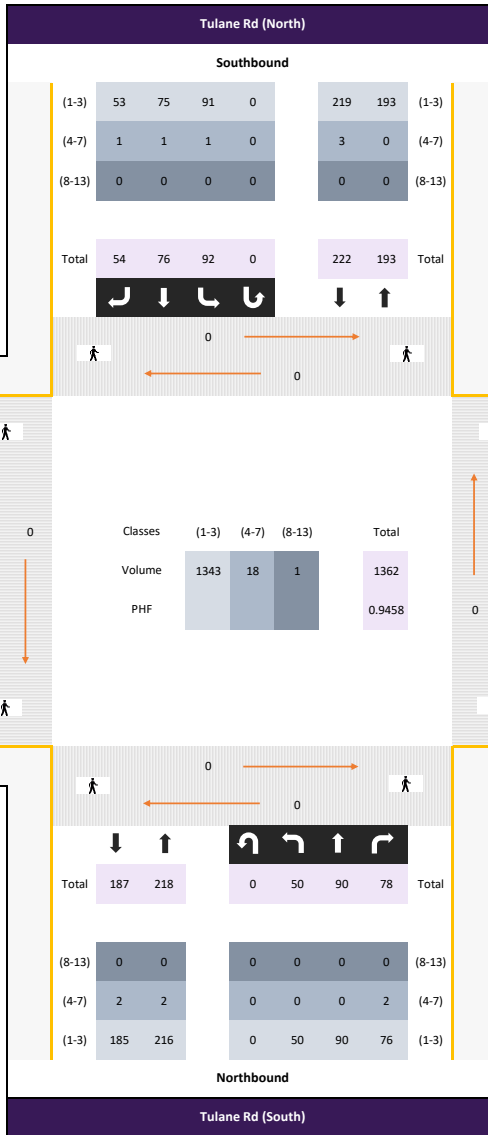 Tulane Rd (North)
Southbound
(1-3) 53 75 91 0 219 193 (1-3)
(4-7) 1 1 1 0 3 0 (4-7)
(8-13) 0 0 0 0 0 0 (8-13)
Total 54 76 92 0 222 193 Total
0
0
0
Classes (1-3) (4-7) (8-13) Total
Volume 1343 18 1 1362
PHF 0.9458
0
0
0
Total 187 218 0 50 90 78 Total
(8-13) 0 0 0 0 0 0 (8-13)
(4-7) 2 2 0 0 0 2 (4-7)
(1-3) 185 216 0 50 90 76 (1-3)
Northbound
Tulane Rd (South)